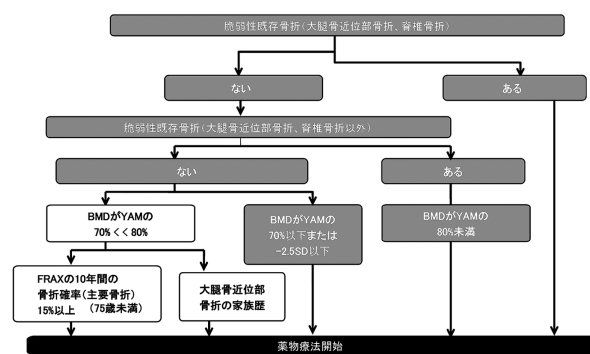 脆弱性既存骨折(大腿骨近位部骨折、脊椎骨折)
ない
ある
脆弱性既存骨折(大腿骨近位部骨折、脊椎骨折以外)
ない
ある
BMDがYAMの
70%<<80%
BMDがYAMの
70%以下または
-2.5SD以下
BMDがYAMの
80%未満
FRAXの10年間の
骨折確率(主要骨折)
15%以上 (75歳未満)
大腿骨近位部
骨折の家族歴
薬物療法開始